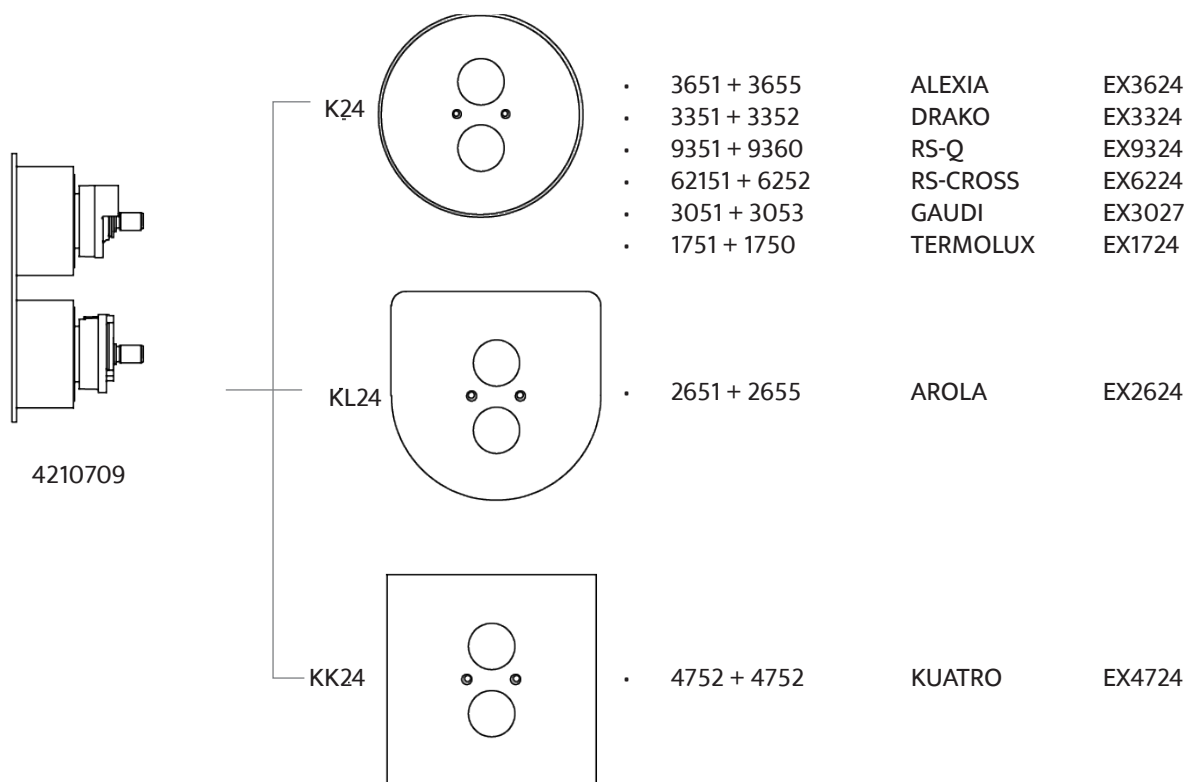 K24
· 3651 + 3655 ALEXIA EX3624
· 3351 + 3352 DRAKO EX3324
· 9351 + 9360 RS-Q EX9324
· 62151 + 6252 RS-CROSS EX6224
· 3051 + 3053 GAUDI EX3027
· 1751 + 1750 TERMOLUX EX1724
KL24 · 2651 + 2655 AROLA EX2624
4210709
KK24 · 4752 + 4752 KUATRO EX4724